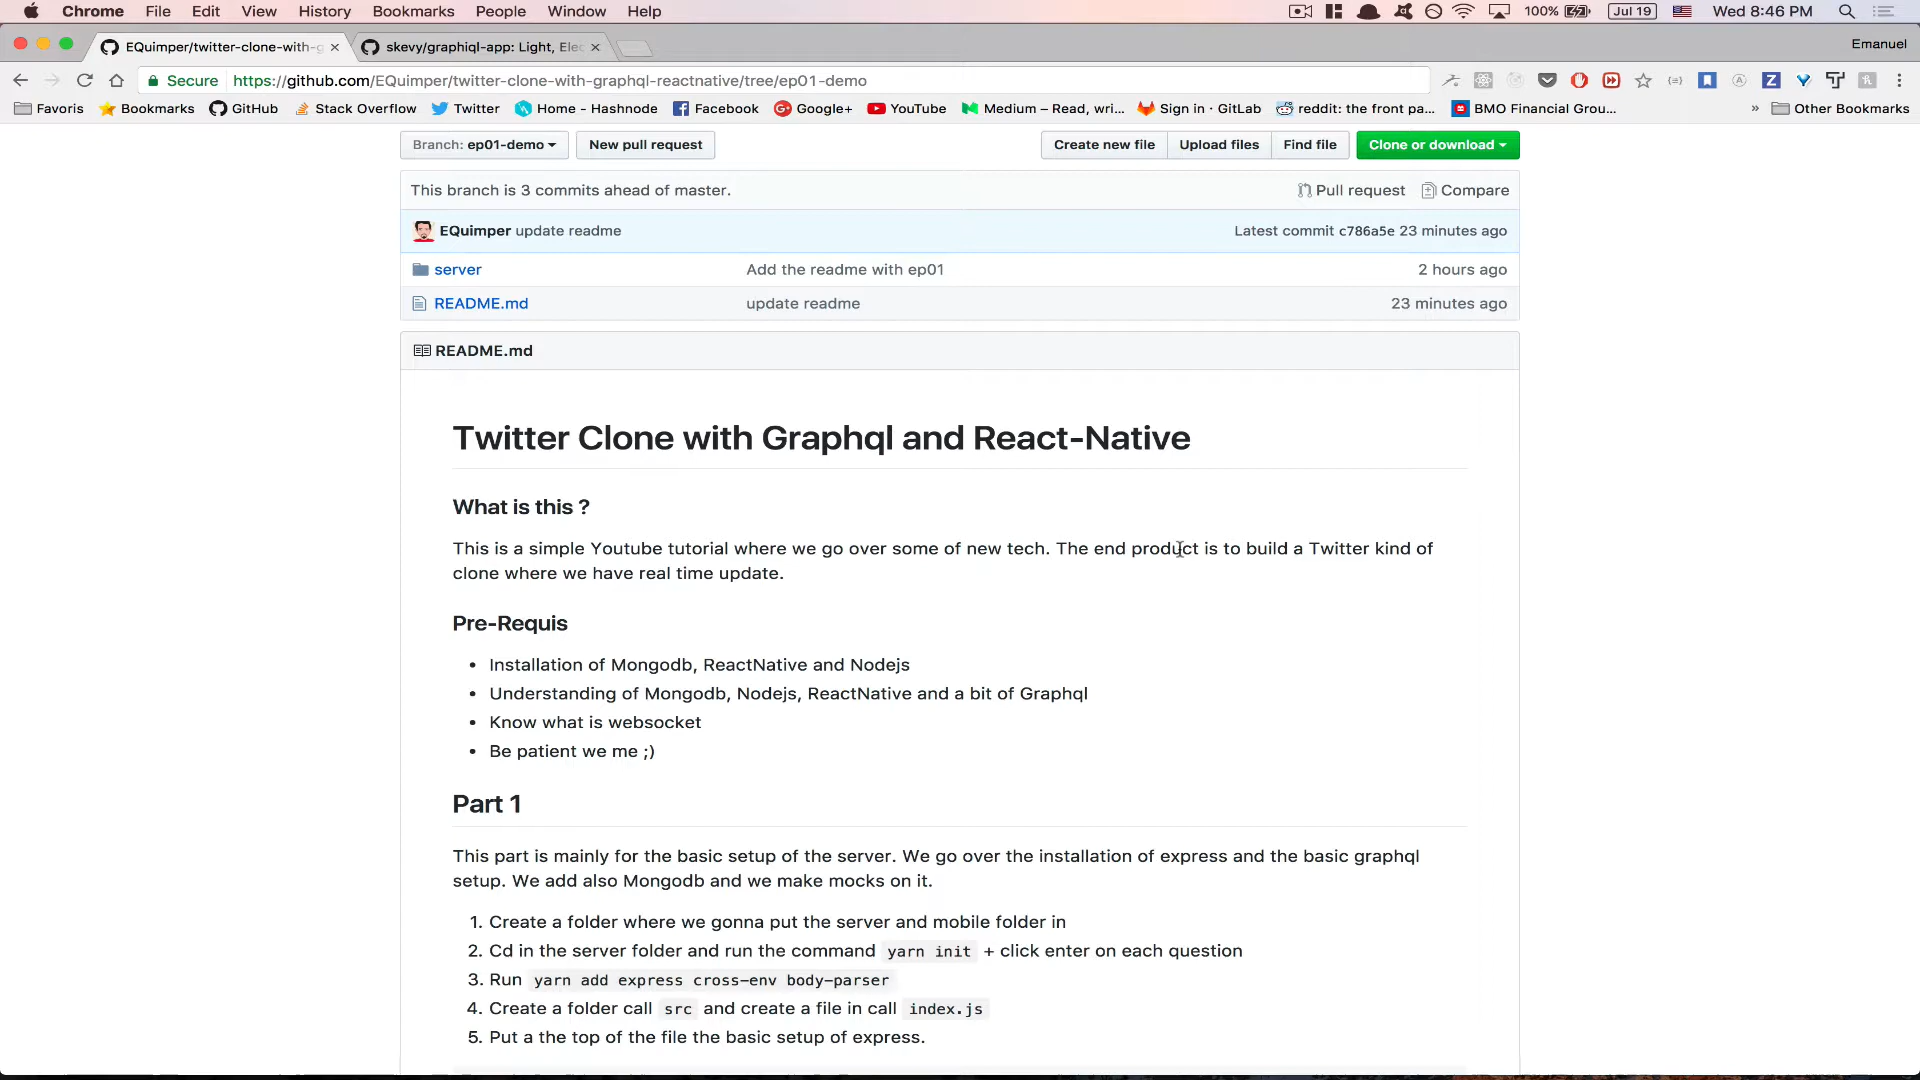 Chrome File Edit View History Bookmarks People Window Help 100% Jul 19 Wed 8:46 PM
EQuimper/twitter-clone-with-g × skevy/graphiql-app: Light, Ele × Emanuel
Secure https://github.com/EQuimper/twitter-clone-with-graphql-reactnative/tree/ep01-demo
Favoris Bookmarks GitHub Stack Overflow Twitter Home - Hashnode Facebook Google+ YouTube Medium – Read, wri... Sign in · GitLab reddit: the front pa... BMO Financial Grou... » Other Bookmarks
Branch: ep01-demo New pull request Create new file Upload files Find file Clone or download
This branch is 3 commits ahead of master. Pull request Compare
EQuimper update readme Latest commit c786a5e 23 minutes ago
server Add the readme with ep01 2 hours ago
README.md update readme 23 minutes ago
README.md
Twitter Clone with Graphql and React-Native
What is this ?
This is a simple Youtube tutorial where we go over some of new tech. The end product is to build a Twitter kind of
clone where we have real time update.
Pre-Requis
• Installation of Mongodb, ReactNative and Nodejs
• Understanding of Mongodb, Nodejs, ReactNative and a bit of Graphql
• Know what is websocket
• Be patient we me ;)
Part 1
This part is mainly for the basic setup of the server. We go over the installation of express and the basic graphql
setup. We add also Mongodb and we make mocks on it.
1. Create a folder where we gonna put the server and mobile folder in
2. Cd in the server folder and run the command yarn init + click enter on each question
3. Run yarn add express cross-env body-parser
4. Create a folder call src and create a file in call index.js
5. Put a the top of the file the basic setup of express.